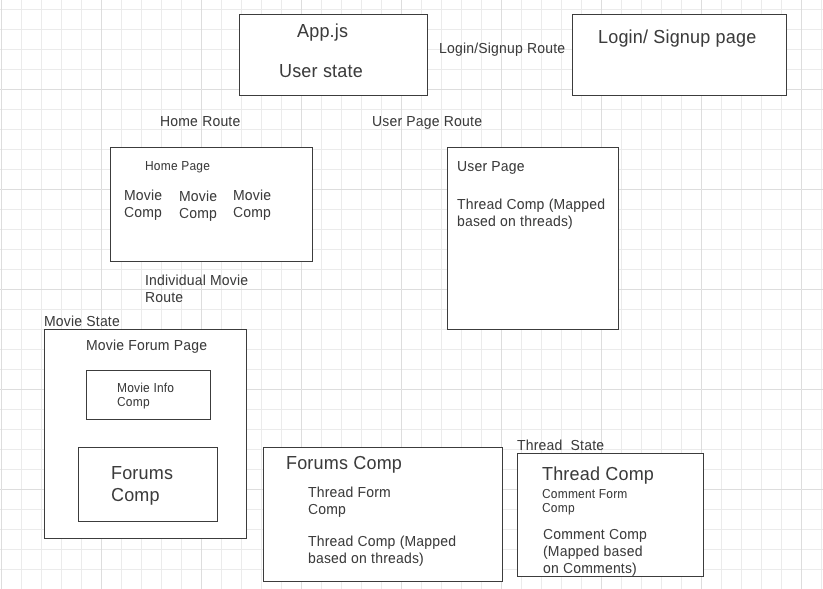 App.js
User state
Login/Signup Route
Login/ Signup page
Home Route
User Page Route
Home Page
Movie
Comp
Movie
Comp
Movie
Comp
User Page
Thread Comp (Mapped
based on threads)
Individual Movie
Route
Movie State
Movie Forum Page
Movie Info
Comp
Forums
Comp
Forums Comp
Thread Form
Comp
Thread Comp (Mapped
based on threads)
Thread  State
Thread Comp
Comment Form
Comp
Comment Comp
(Mapped based
on Comments)